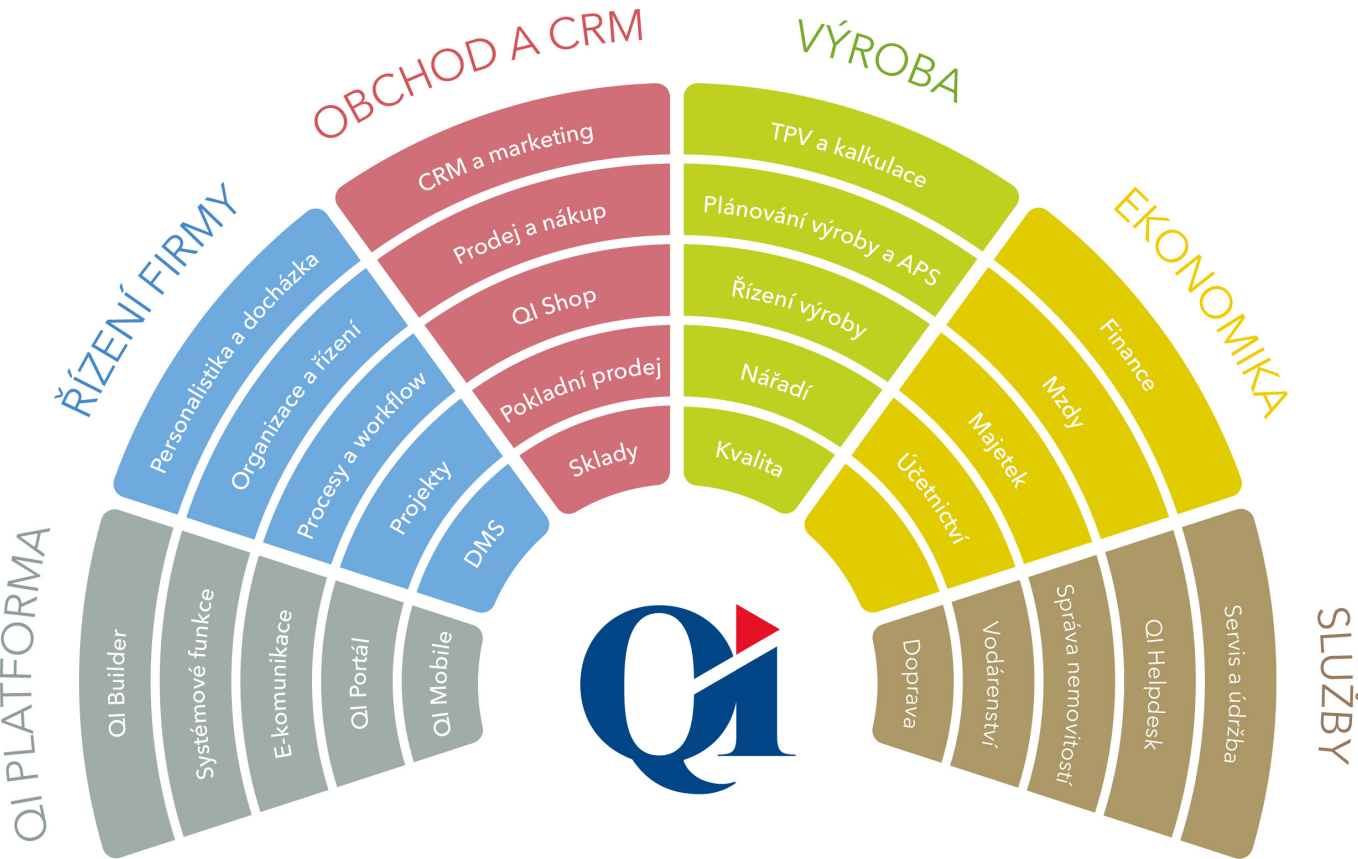 QI PLATFORMA
QI Builder
Systémové funkce
E-komunikace
QI Portál
QI Mobile
ŘÍZENÍ FIRMY
Personalistika a docházka
Organizace a řízení
Procesy a workflow
Projekty
DMS
OBCHOD A CRM
CRM a marketing
Prodej a nákup
QI Shop
Pokladní prodej
Sklady
VÝROBA
TPV a kalkulace
Plánování výroby a APS
Řízení výroby
Nářadí
Kvalita
EKONOMIKA
Finance
Mzdy
Majetek
Účetnictví
SLUŽBY
Servis a údržba
QI Helpdesk
Správa nemovitostí
Vodárenství
Doprava
Qi